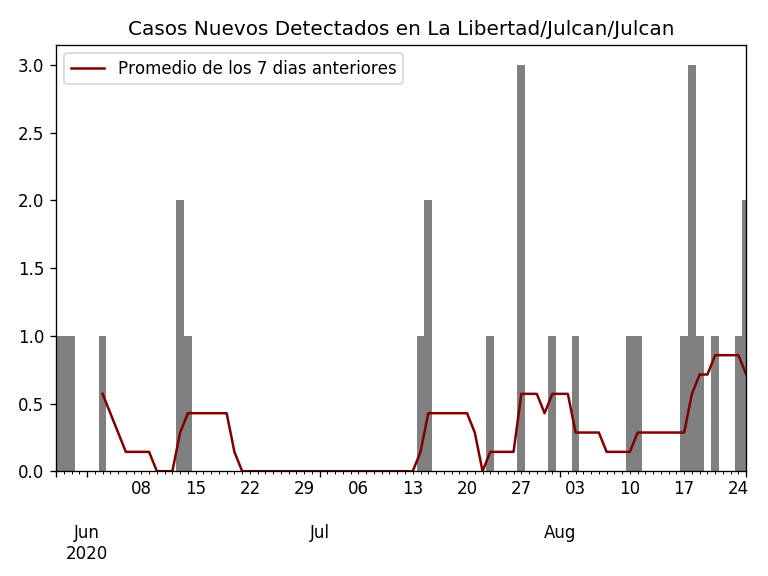 Casos Nuevos Detectados en La Libertad/Julcan/Julcan
Promedio de los 7 dias anteriores
3.0
2.5
2.0
1.5
1.0
0.5
0.0
08 15 22 29 06 13 20 27 03 10 17 24
Jun Jul Aug
2020